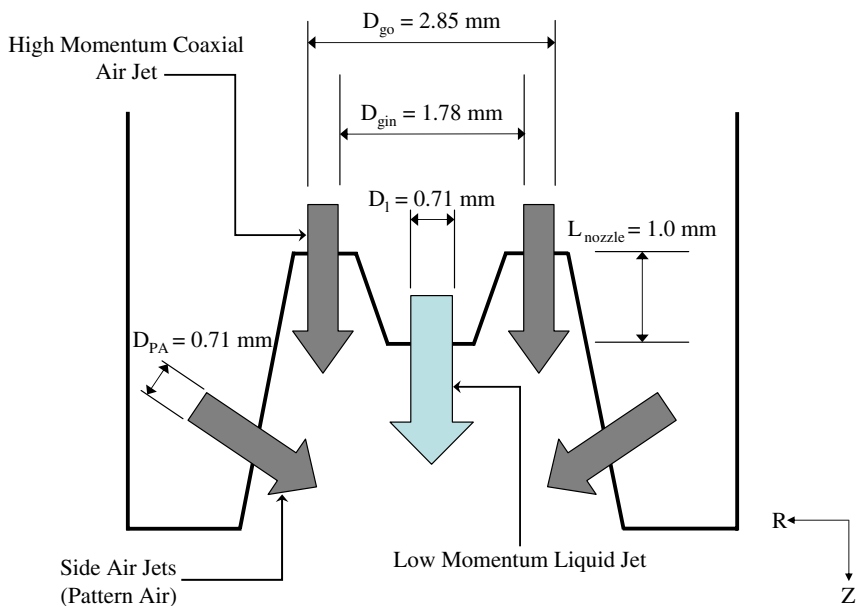 D_go = 2.85 mm
High Momentum Coaxial
Air Jet
D_gin = 1.78 mm
D_l = 0.71 mm
L_nozzle = 1.0 mm
D_PA = 0.71 mm
R
Low Momentum Liquid Jet
Side Air Jets
(Pattern Air)
Z